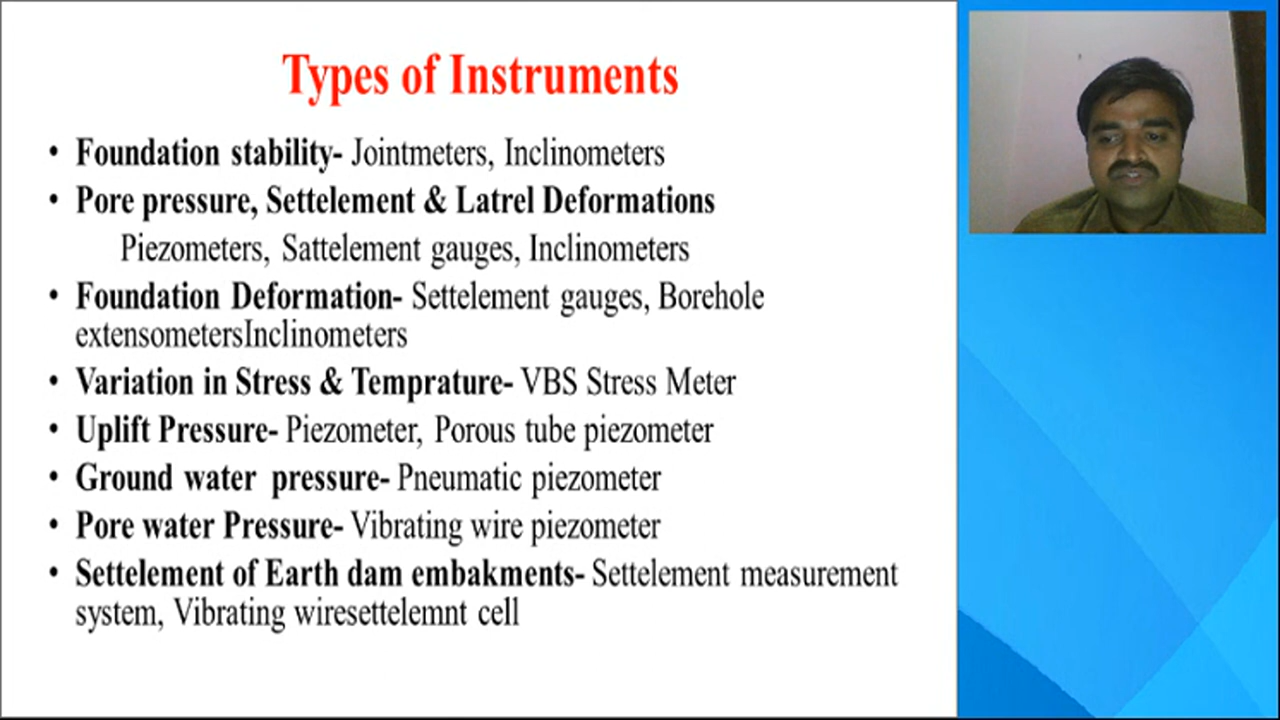 Types of Instruments
• Foundation stability- Jointmeters, Inclinometers
• Pore pressure, Settelement & Latrel Deformations
Piezometers, Sattelement gauges, Inclinometers
• Foundation Deformation- Settelement gauges, Borehole
extensometersInclinometers
• Variation in Stress & Temprature- VBS Stress Meter
• Uplift Pressure- Piezometer, Porous tube piezometer
• Ground water pressure- Pneumatic piezometer
• Pore water Pressure- Vibrating wire piezometer
• Settelement of Earth dam embakments- Settelement measurement
system, Vibrating wiresettelemnt cell